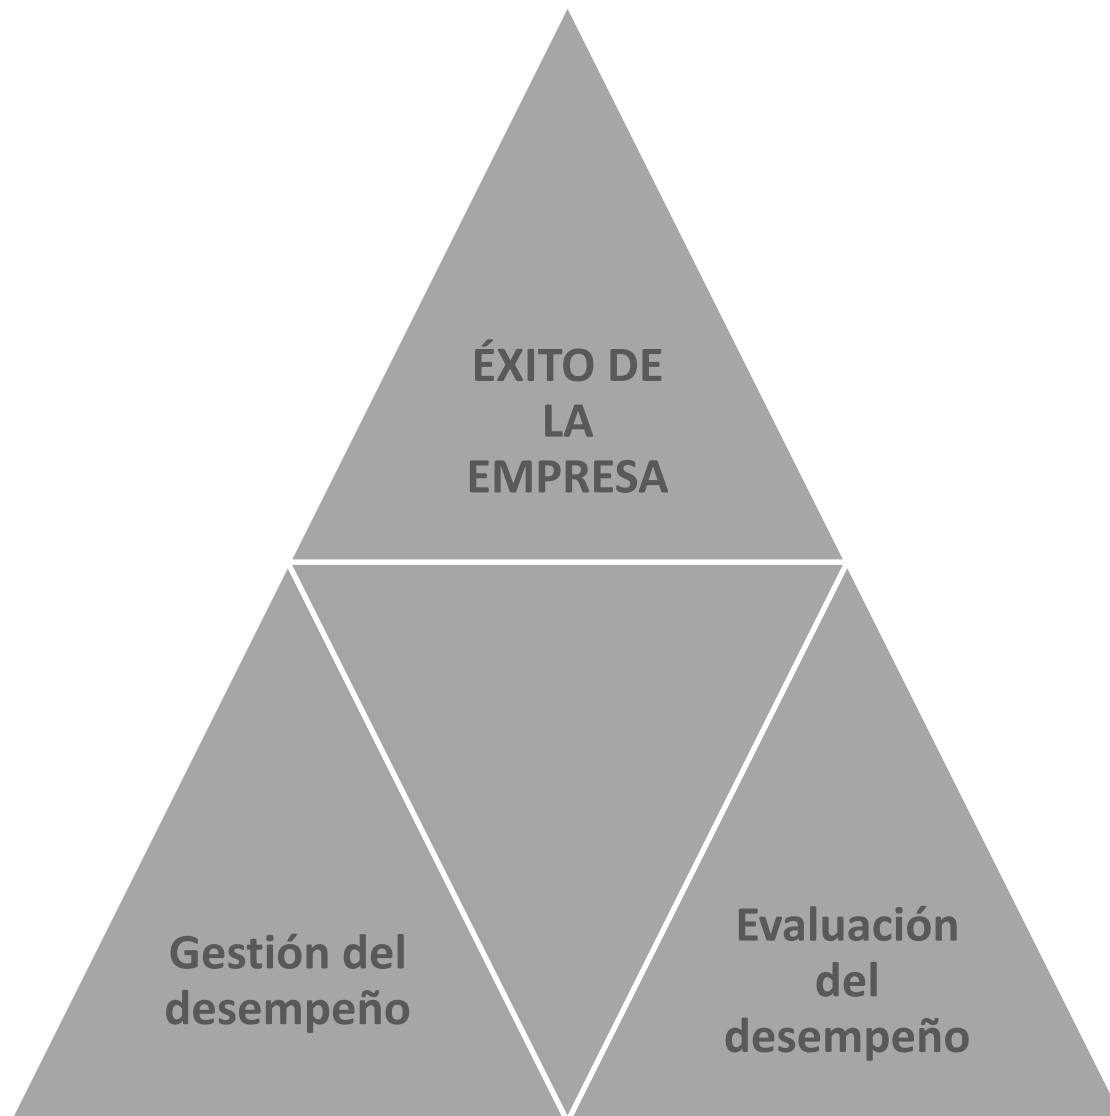 ÉXITO DE
LA
EMPRESA
Gestión del
desempeño
Evaluación
del
desempeño